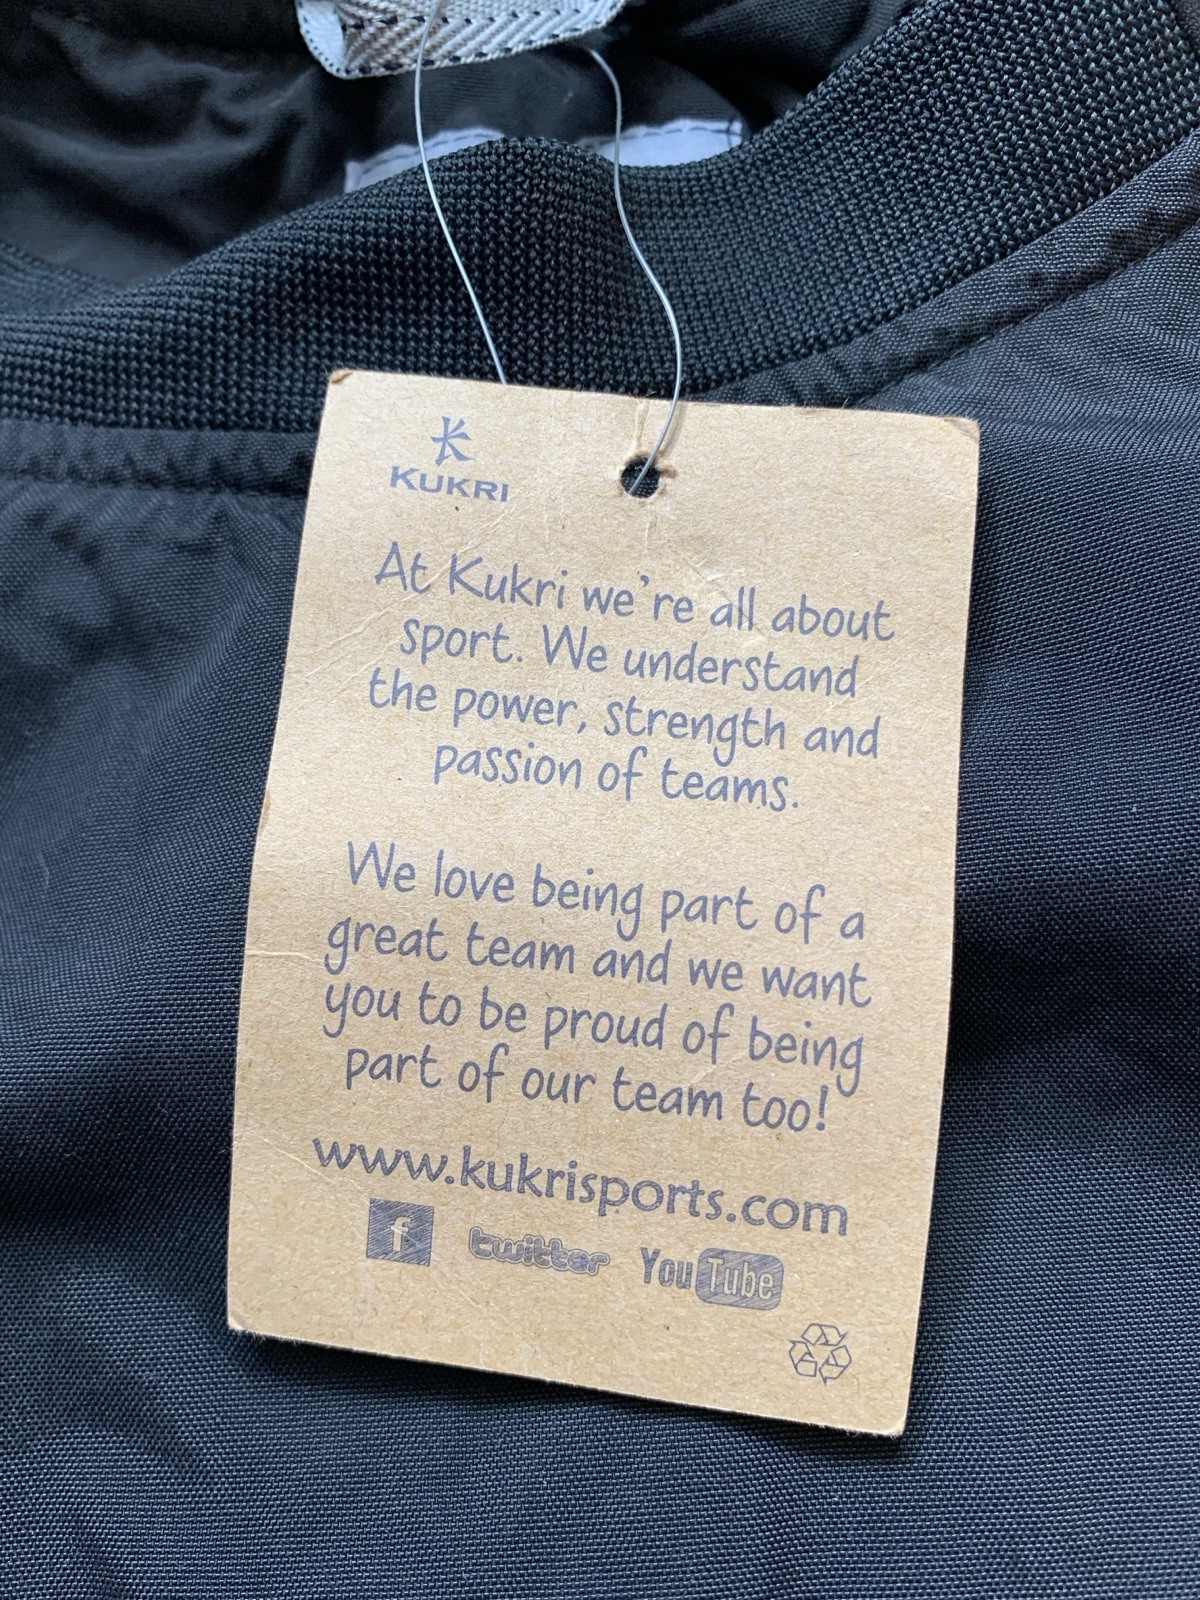 KUKRI
At Kukri we're all about
sport. We understand
the power, strength and
passion of teams.
We love being part of a
great team and we want
you to be proud of being
part of our team too!
www.kukrisports.com
f twitter YouTube